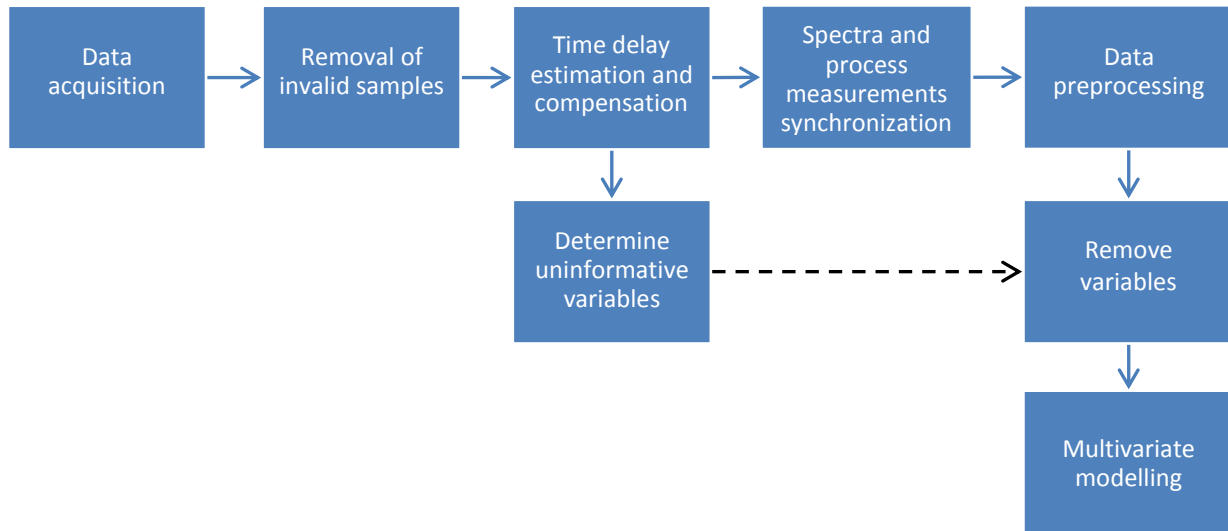 Data
acquisition
Removal of
invalid samples
Time delay
estimation and
compensation
Spectra and
process
measurements
synchronization
Data
preprocessing
Determine
uninformative
variables
Remove
variables
Multivariate
modelling